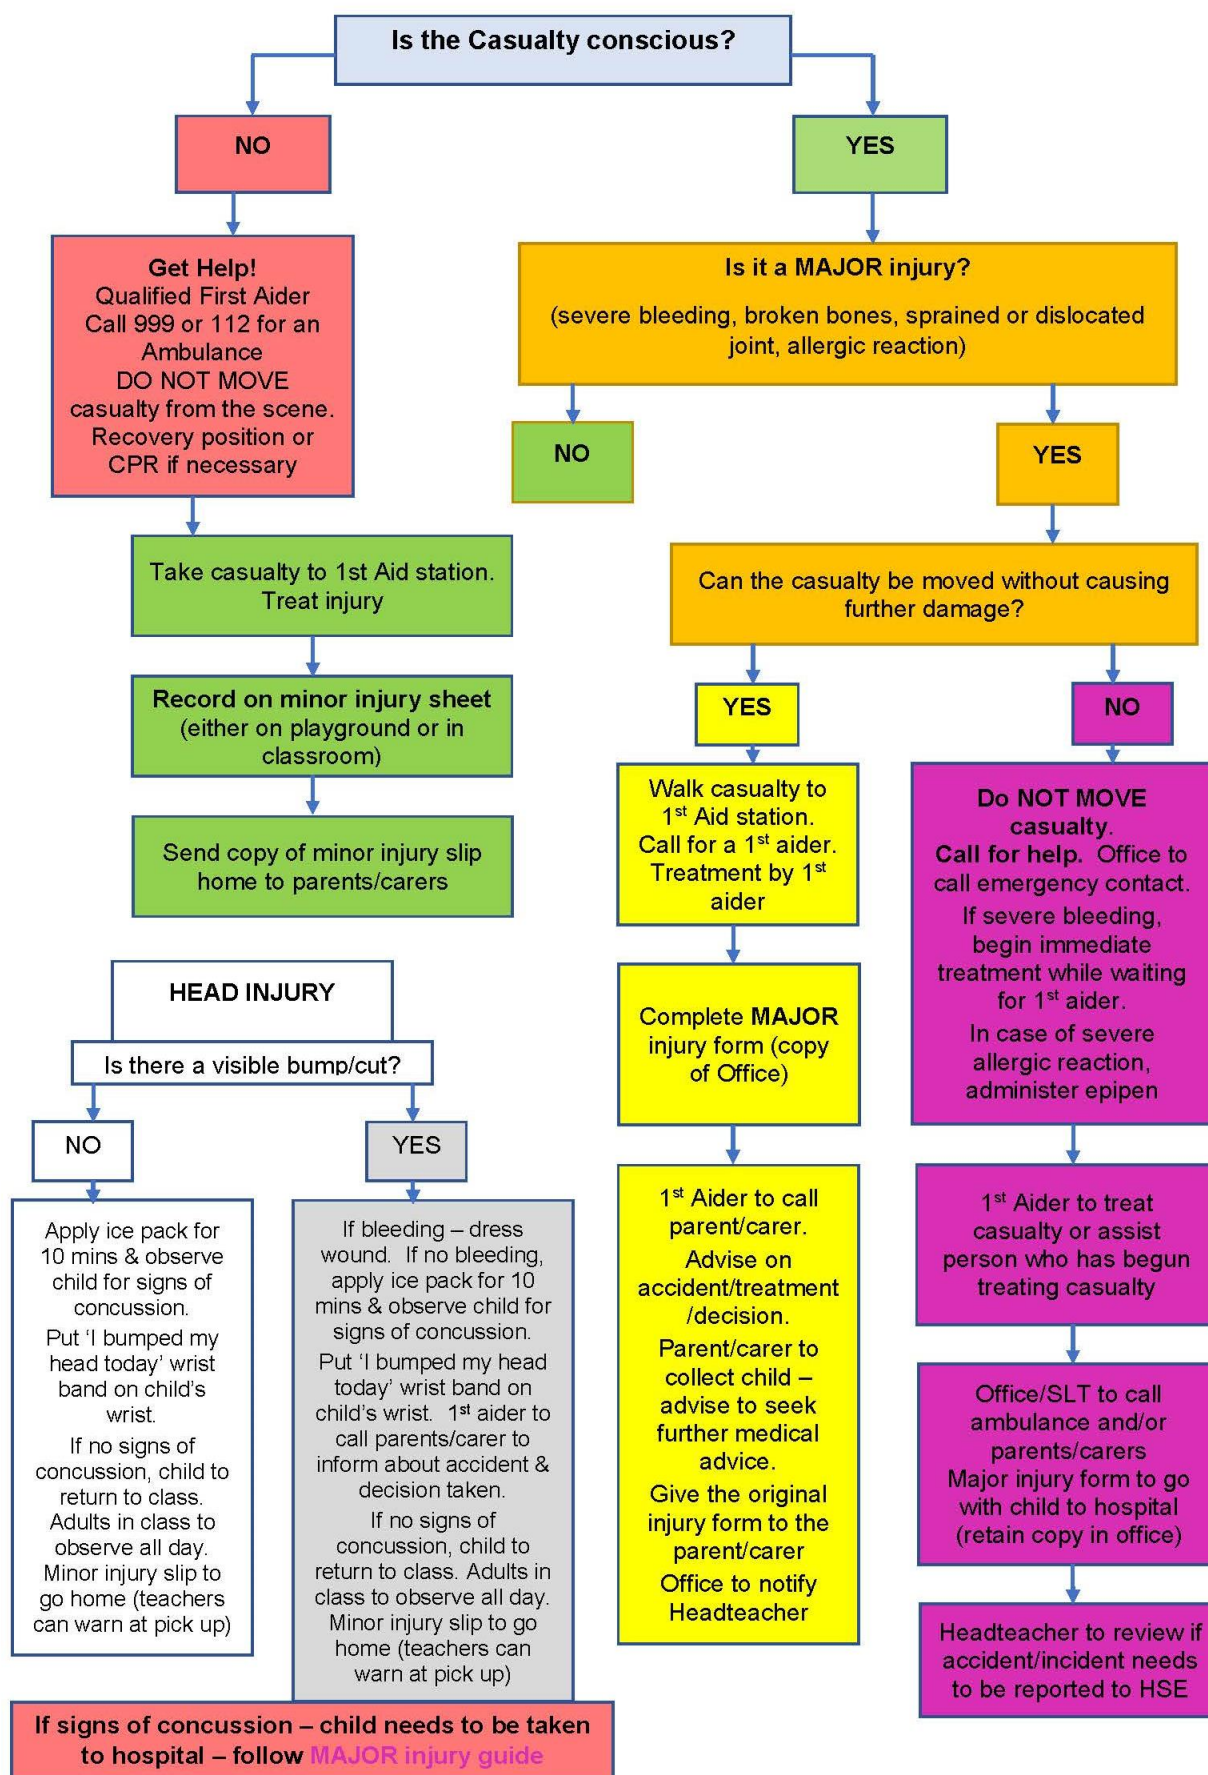 Is the Casualty conscious?
NO
YES
Get Help!
Qualified First Aider
Call 999 or 112 for an
Ambulance
DO NOT MOVE
casualty from the scene.
Recovery position or
CPR if necessary
Is it a MAJOR injury?
(severe bleeding, broken bones, sprained or dislocated
joint, allergic reaction)
NO
YES
Take casualty to 1st Aid station.
Treat injury
Record on minor injury sheet
(either on playground or in
classroom)
Send copy of minor injury slip
home to parents/carers
Can the casualty be moved without causing
further damage?
YES
NO
Walk casualty to
1st Aid station.
Call for a 1st aider.
Treatment by 1st
aider
Complete MAJOR
injury form (copy
of Office)
1st Aider to call
parent/carer.
Advise on
accident/treatment
/decision.
Parent/carer to
collect child –
advise to seek
further medical
advice.
Give the original
injury form to the
parent/carer
Office to notify
Headteacher
Do NOT MOVE
casualty.
Call for help. Office to
call emergency contact.
If severe bleeding,
begin immediate
treatment while waiting
for 1st aider.
In case of severe
allergic reaction,
administer epipen
1st Aider to treat
casualty or assist
person who has begun
treating casualty
Office/SLT to call
ambulance and/or
parents/carers
Major injury form to go
with child to hospital
(retain copy in office)
Headteacher to review if
accident/incident needs
to be reported to HSE
HEAD INJURY
Is there a visible bump/cut?
NO
YES
Apply ice pack for
10 mins & observe
child for signs of
concussion.
Put ‘I bumped my
head today’ wrist
band on child’s
wrist.
If no signs of
concussion, child to
return to class.
Adults in class to
observe all day.
Minor injury slip to
go home (teachers
can warn at pick up)
If bleeding – dress
wound. If no bleeding,
apply ice pack for 10
mins & observe child for
signs of concussion.
Put ‘I bumped my head
today’ wrist band on
child’s wrist. 1st aider to
call parents/carer to
inform about accident &
decision taken.
If no signs of
concussion, child to
return to class. Adults in
class to observe all day.
Minor injury slip to go
home (teachers can
warn at pick up)
If signs of concussion – child needs to be taken
to hospital – follow MAJOR injury guide